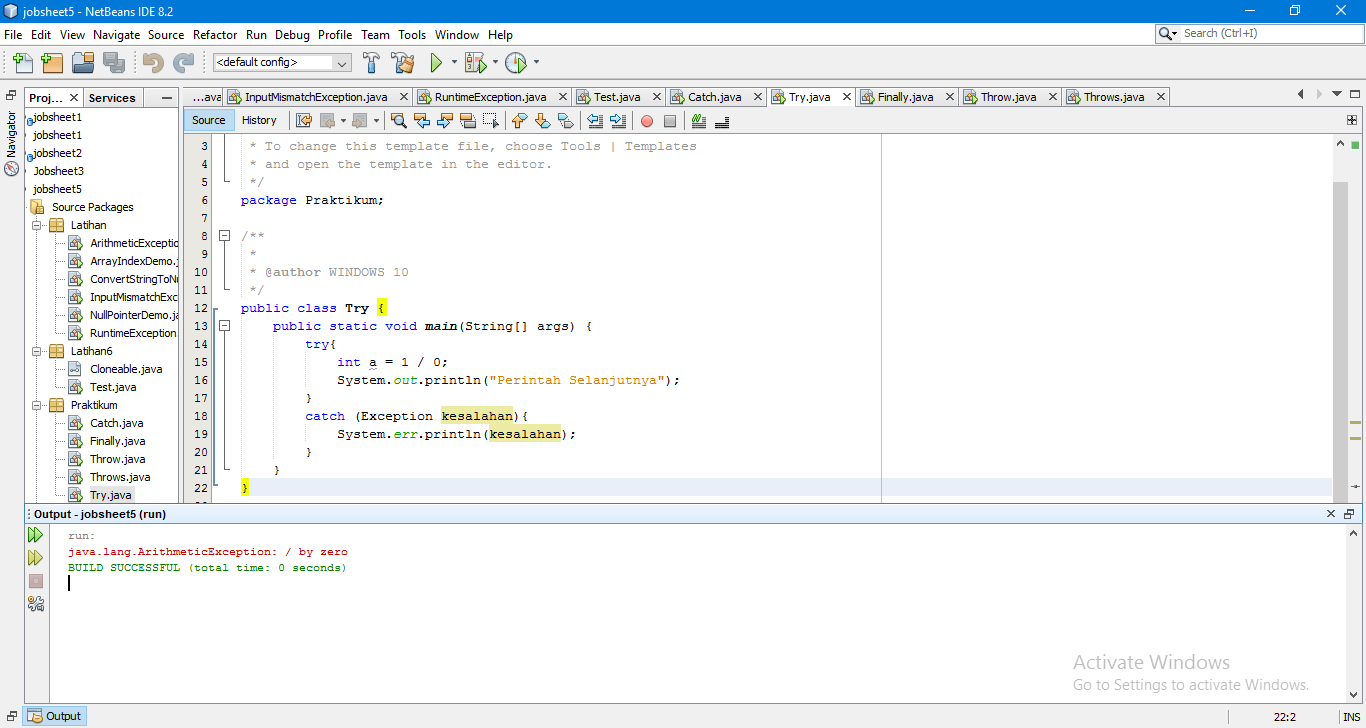 jobsheet5 - NetBeans IDE 8.2
File Edit View Navigate Source Refactor Run Debug Profile Team Tools Window Help
Search (Ctrl+I)
<default config>
Proj... Services
...ava InputMismatchException.java RuntimeException.java Test.java Catch.java Try.java Finally.java Throw.java Throws.java
Source History
Navigator
jobsheet1
jobsheet1
jobsheet2
Jobsheet3
jobsheet5
Source Packages
Latihan
ArithmeticExceptio
ArrayIndexDemo.j
ConvertStringToNu
InputMismatchExc
NullPointerDemo.ja
RuntimeException
Latihan6
Cloneable.java
Test.java
Praktikum
Catch.java
Finally.java
Throw.java
Throws.java
Try.java
3 * To change this template file, choose Tools | Templates
4 * and open the template in the editor.
5 */
6 package Praktikum;
7
8 /**
9 *
10 * @author WINDOWS 10
11 */
12 public class Try {
13 public static void main(String[] args) {
14 try{
15 int a = 1 / 0;
16 System.out.println("Perintah Selanjutnya");
17 }
18 catch (Exception kesalahan){
19 System.err.println(kesalahan);
20 }
21 }
22 }
Output - jobsheet5 (run)
run:
java.lang.ArithmeticException: / by zero
BUILD SUCCESSFUL (total time: 0 seconds)
Activate Windows
Go to Settings to activate Windows.
Output
22:2 INS